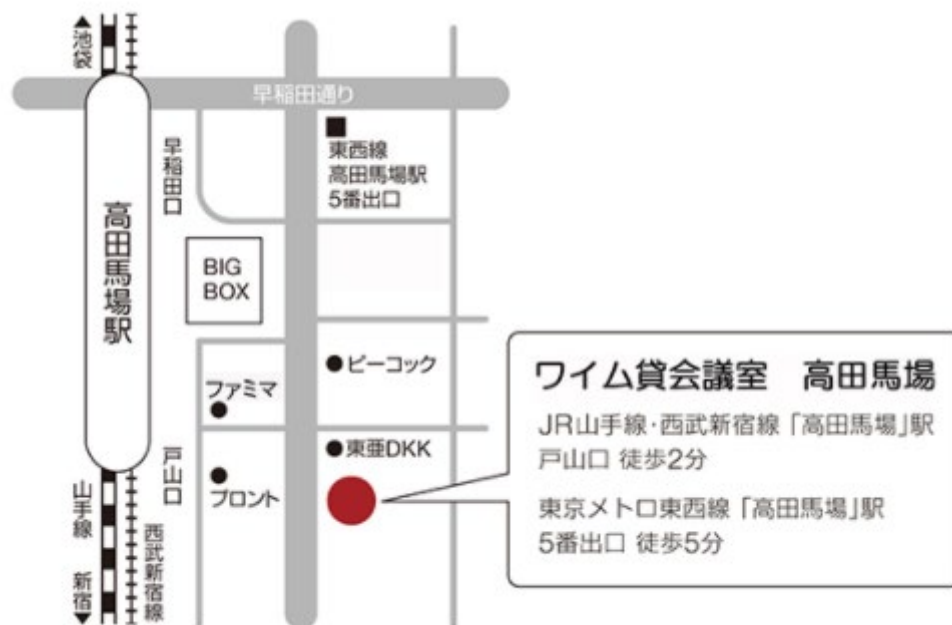 ▲池袋
早稲田通り
早稲田口
東西線
高田馬場駅
5番出口
高田馬場駅
BIG
BOX
ピーコック
ファミマ
東亜DKK
戸山口
プロント
山手線
新宿▼
西武新宿線
ワイム貸会議室 高田馬場
JR山手線・西武新宿線「高田馬場」駅
戸山口 徒歩2分
東京メトロ東西線「高田馬場」駅
5番出口 徒歩5分